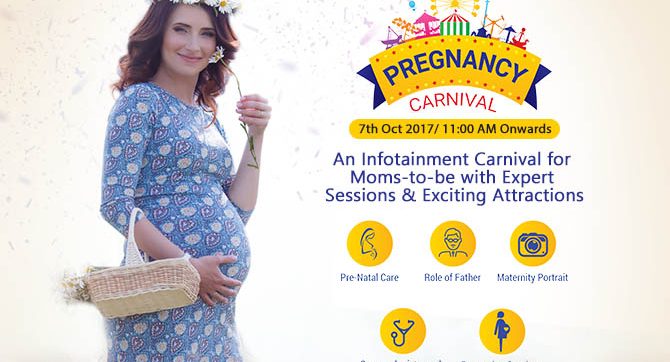 PREGNANCY
CARNIVAL
7th Oct 2017/ 11:00 AM Onwards
An Infotainment Carnival for
Moms-to-be with Expert
Sessions & Exciting Attractions
Pre-Natal Care
Role of Father
Maternity Portrait